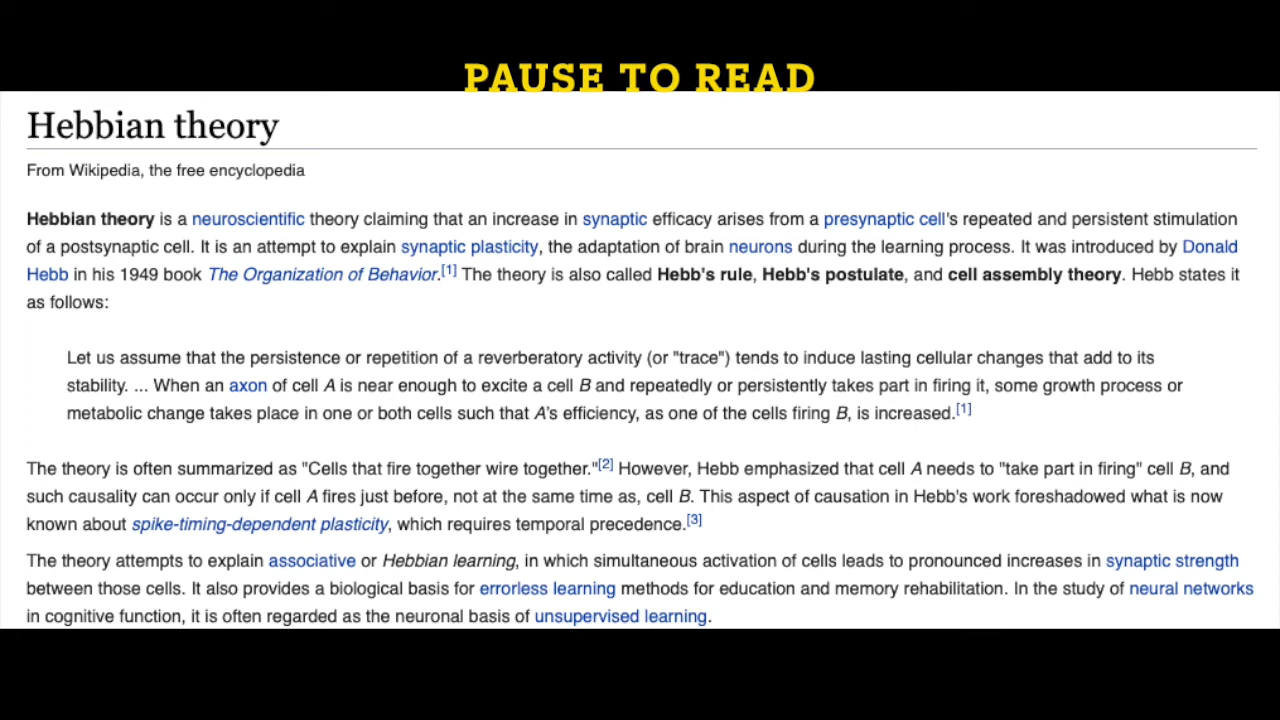 PAUSE TO READ
Hebbian theory
From Wikipedia, the free encyclopedia
Hebbian theory is a neuroscientific theory claiming that an increase in synaptic efficacy arises from a presynaptic cell's repeated and persistent stimulation
of a postsynaptic cell. It is an attempt to explain synaptic plasticity, the adaptation of brain neurons during the learning process. It was introduced by Donald
Hebb in his 1949 book The Organization of Behavior.[1] The theory is also called Hebb's rule, Hebb's postulate, and cell assembly theory. Hebb states it
as follows:
Let us assume that the persistence or repetition of a reverberatory activity (or "trace") tends to induce lasting cellular changes that add to its
stability. ... When an axon of cell A is near enough to excite a cell B and repeatedly or persistently takes part in firing it, some growth process or
metabolic change takes place in one or both cells such that A's efficiency, as one of the cells firing B, is increased.[1]
The theory is often summarized as "Cells that fire together wire together."[2] However, Hebb emphasized that cell A needs to "take part in firing" cell B, and
such causality can occur only if cell A fires just before, not at the same time as, cell B. This aspect of causation in Hebb's work foreshadowed what is now
known about spike-timing-dependent plasticity, which requires temporal precedence.[3]
The theory attempts to explain associative or Hebbian learning, in which simultaneous activation of cells leads to pronounced increases in synaptic strength
between those cells. It also provides a biological basis for errorless learning methods for education and memory rehabilitation. In the study of neural networks
in cognitive function, it is often regarded as the neuronal basis of unsupervised learning.